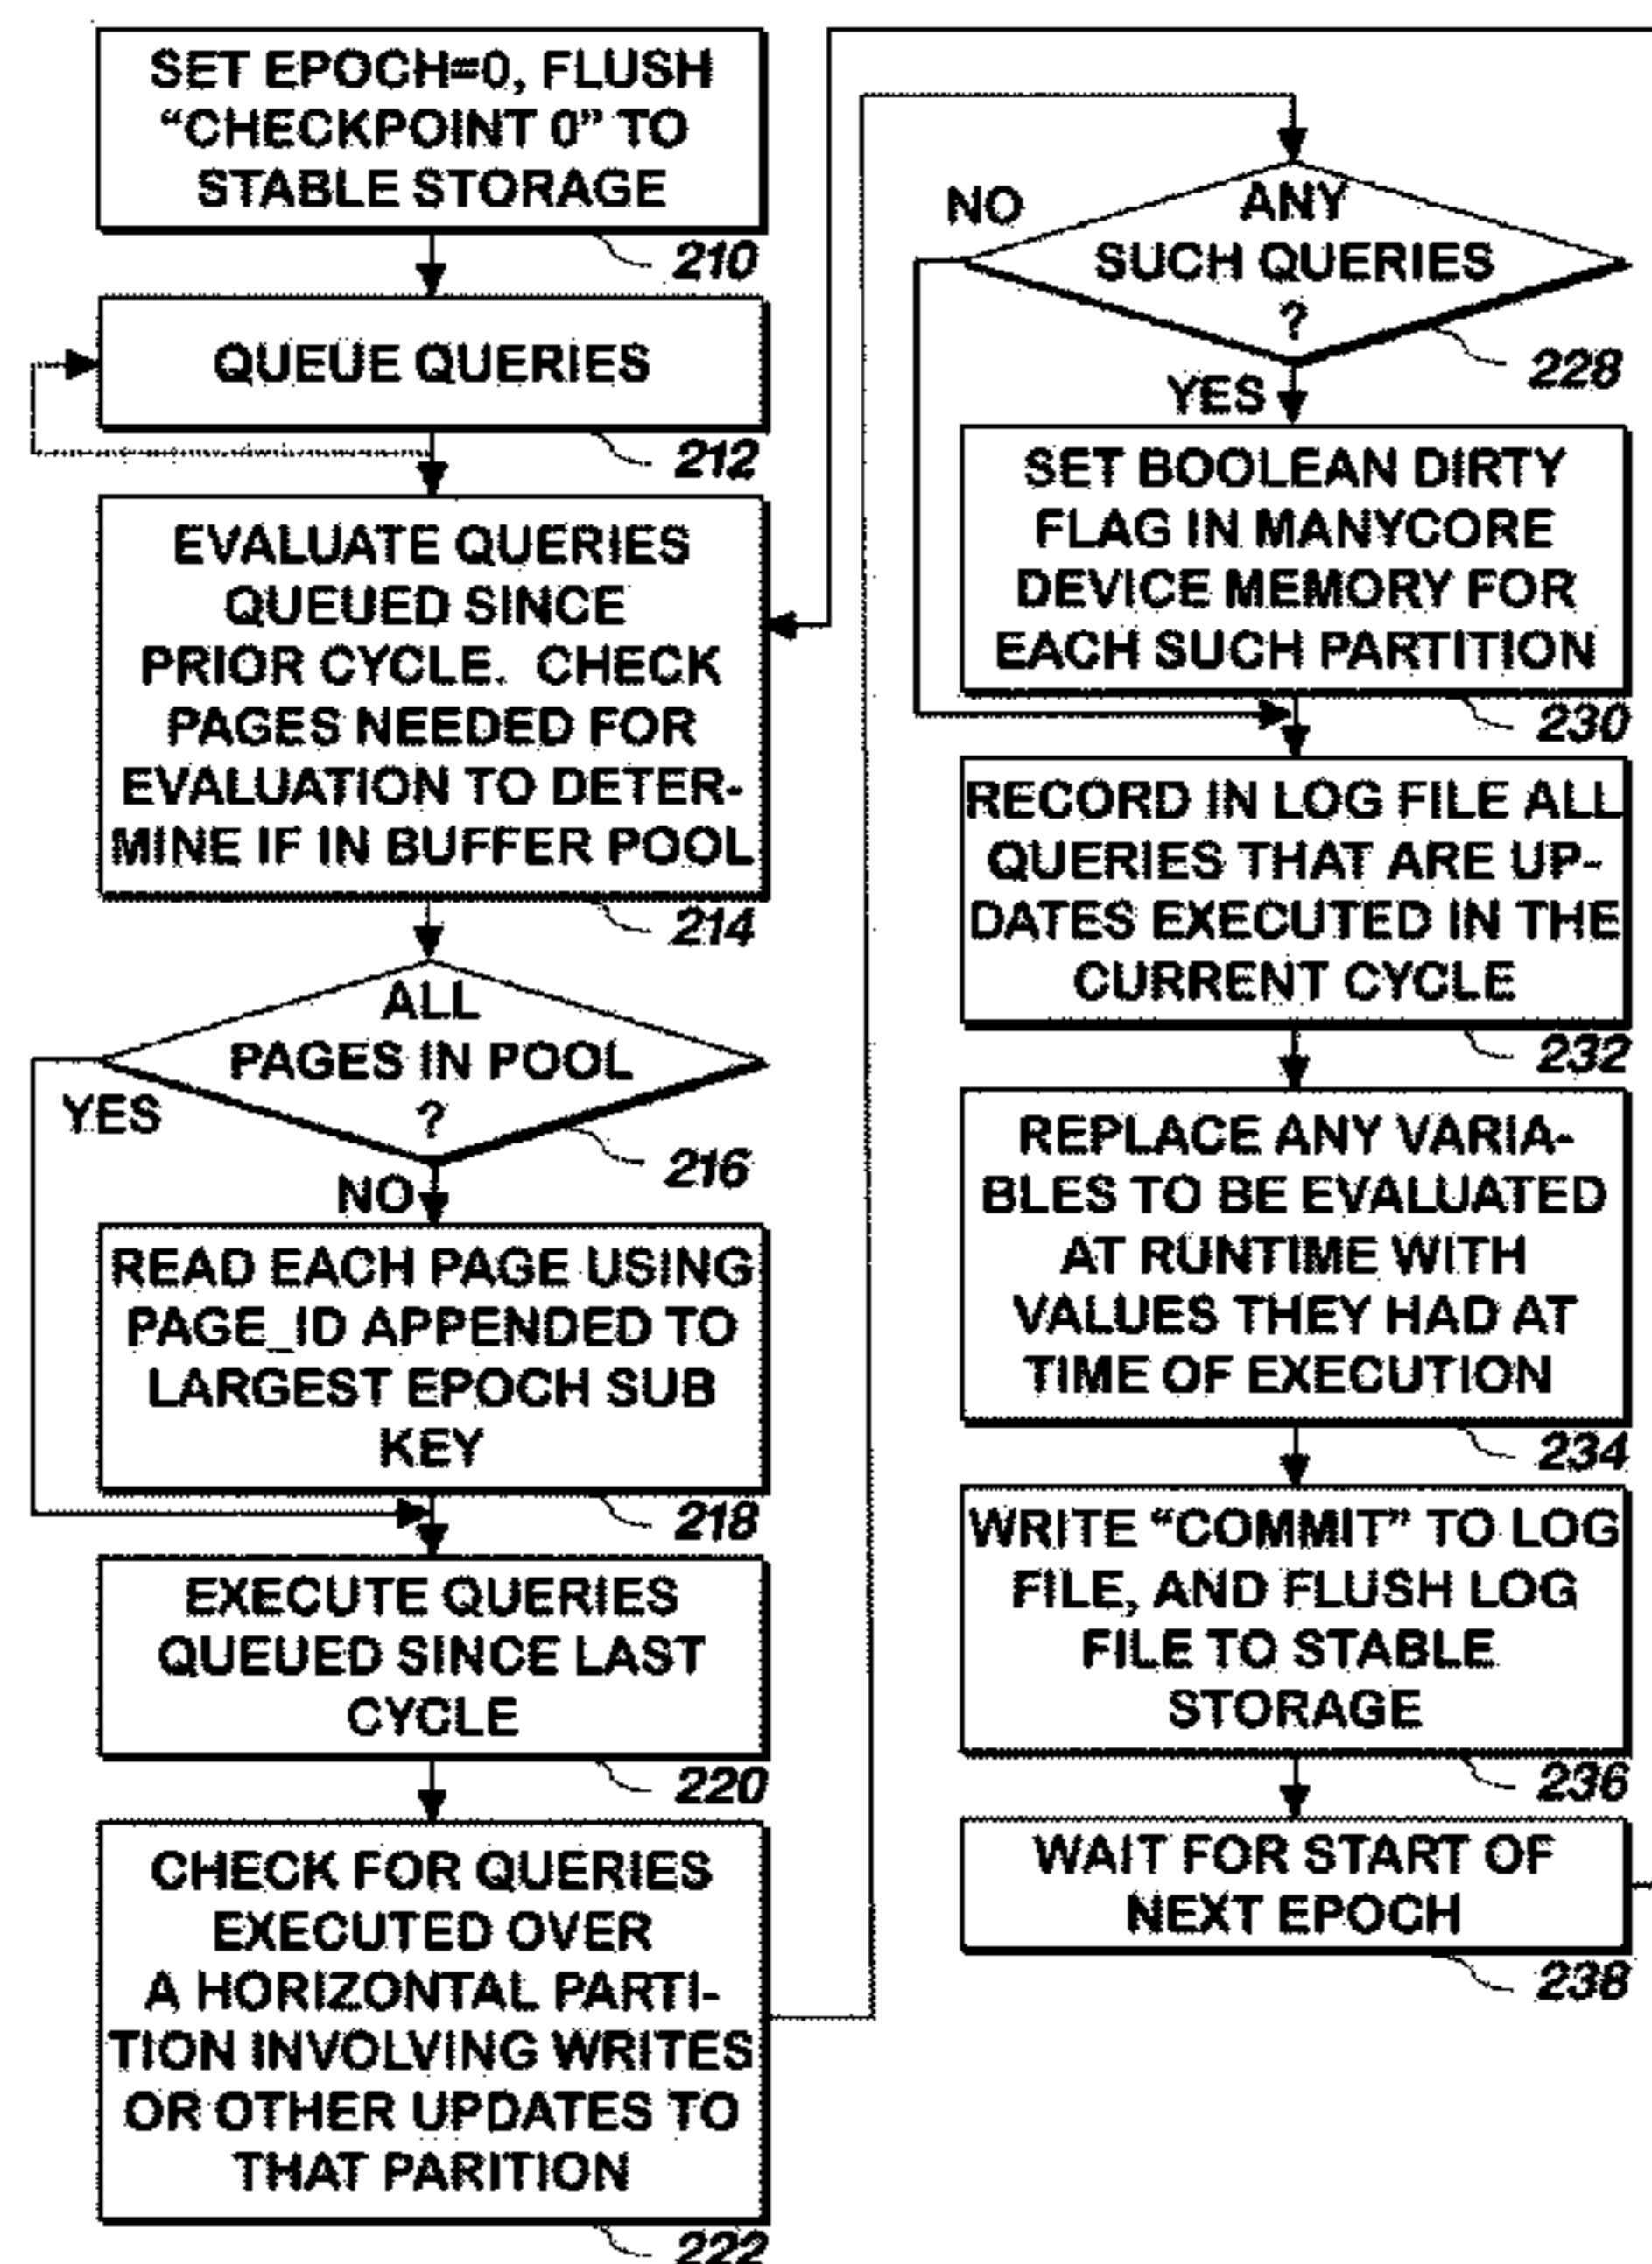 SET EPOCH=0, FLUSH
“CHECKPOINT 0” TO
STABLE STORAGE
210
QUEUE QUERIES
212
EVALUATE QUERIES
QUEUED SINCE
PRIOR CYCLE. CHECK
PAGES NEEDED FOR
EVALUATION TO DETER-
MINE IF IN BUFFER POOL
214
ALL
PAGES IN POOL
?
YES
216
NO
READ EACH PAGE USING
PAGE_ID APPENDED TO
LARGEST EPOCH SUB
KEY
218
EXECUTE QUERIES
QUEUED SINCE LAST
CYCLE
220
CHECK FOR QUERIES
EXECUTED OVER
A HORIZONTAL PARTI-
TION INVOLVING WRITES
OR OTHER UPDATES TO
THAT PARITION
222
NO
ANY
SUCH QUERIES
?
228
YES
SET BOOLEAN DIRTY
FLAG IN MANYCORE
DEVICE MEMORY FOR
EACH SUCH PARTITION
230
RECORD IN LOG FILE ALL
QUERIES THAT ARE UP-
DATES EXECUTED IN THE
CURRENT CYCLE
232
REPLACE ANY VARIA-
BLES TO BE EVALUATED
AT RUNTIME WITH
VALUES THEY HAD AT
TIME OF EXECUTION
234
WRITE “COMMIT” TO LOG
FILE, AND FLUSH LOG
FILE TO STABLE
STORAGE
236
WAIT FOR START OF
NEXT EPOCH
238